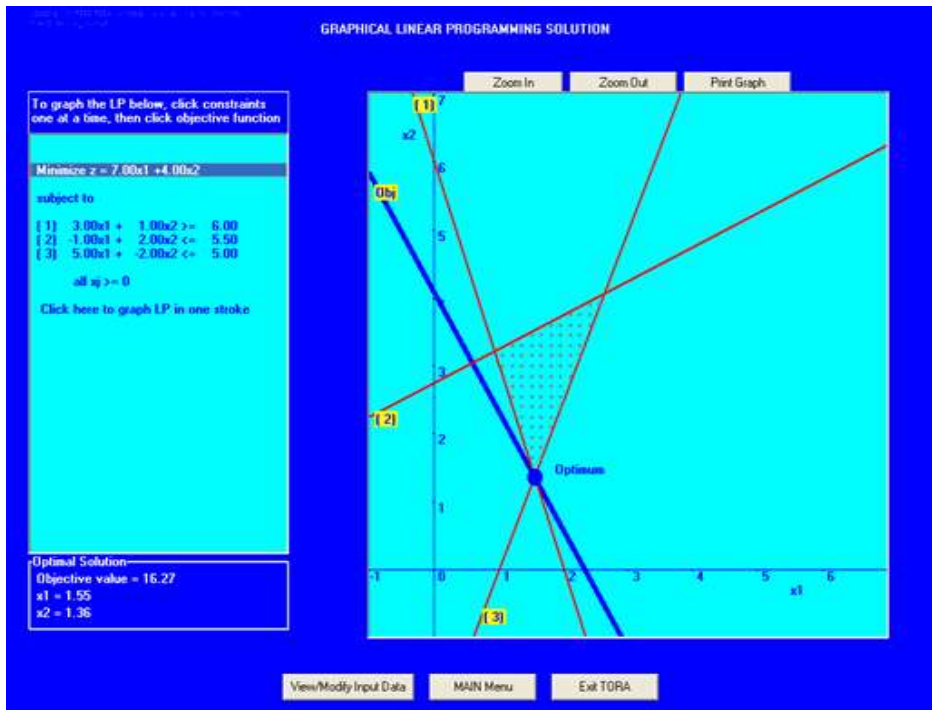 GRAPHICAL LINEAR PROGRAMMING SOLUTION
Zoom In Zoom Out Print Graph
To graph the LP below, click constraints
one at a time, then click objective function
Minimize z = 7.00x1 +4.00x2
subject to
( 1) 3.00x1 + 1.00x2 >= 6.00
( 2) -1.00x1 + 2.00x2 <= 5.50
( 3) 5.00x1 + -2.00x2 <= 5.00
all xj >= 0
Click here to graph LP in one stroke
Optimal Solution
Objective value = 16.27
x1 = 1.55
x2 = 1.36
( 1) 7
x2
6
Obj
5
4
3
( 2)
2
Optimum
1
-1 0 1 2 3 4 5 6
x1
( 3)
View/Modify Input Data MAIN Menu Exit TORA